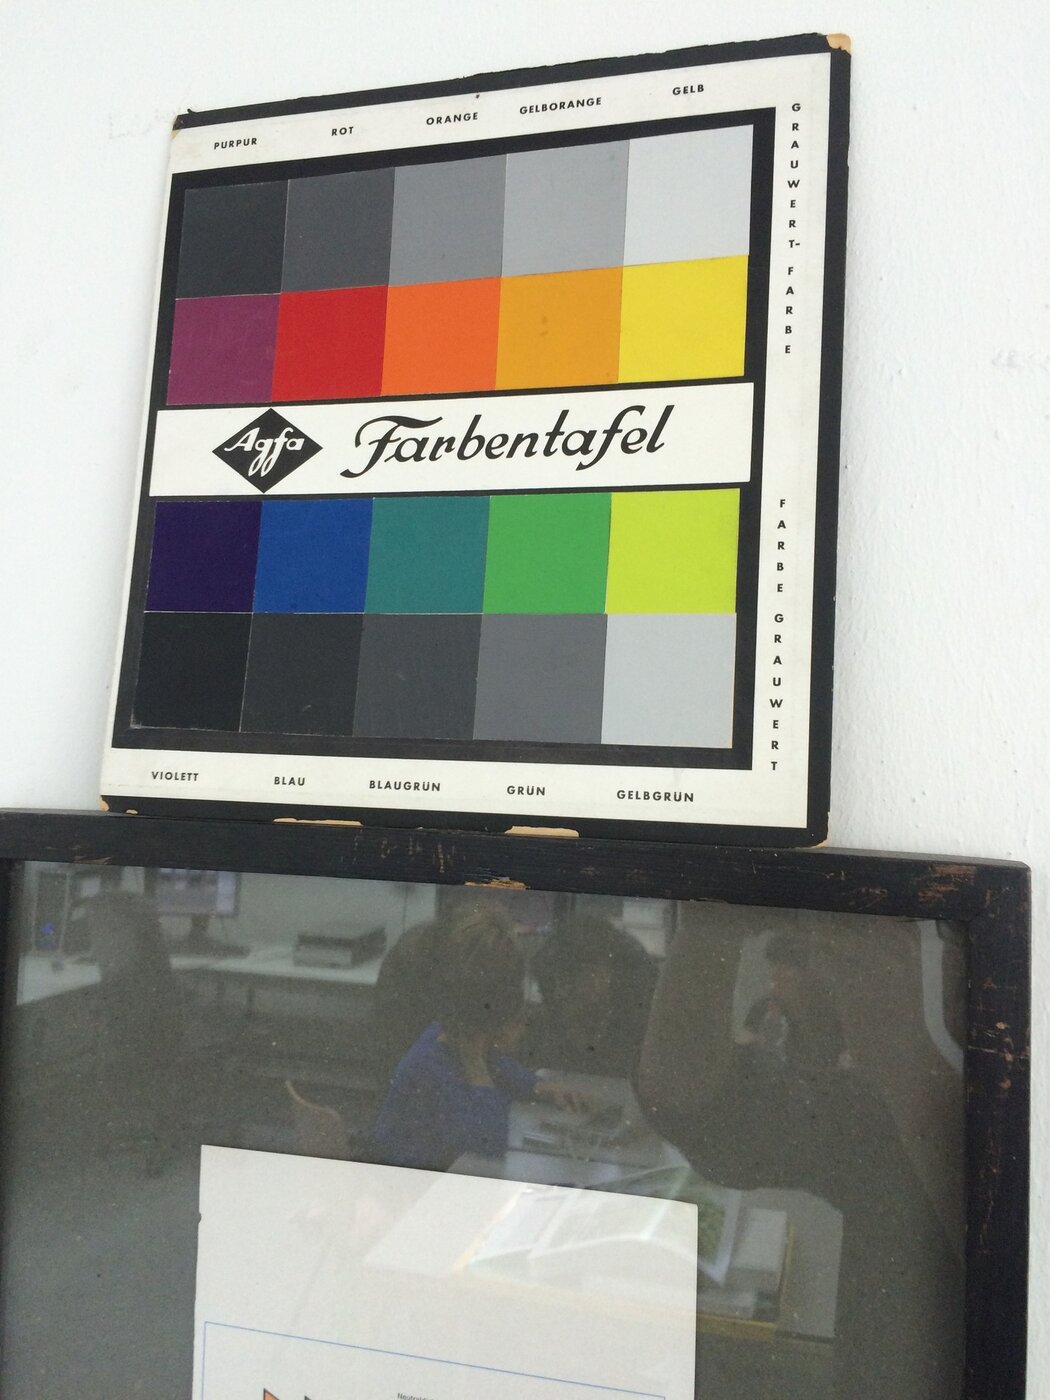 PURPUR ROT ORANGE GELBORANGE GELB
GRAUWERT- FARBE
Agfa Farbentafel
FARBE GRAUWERT
VIOLETT BLAU BLAUGRÜN GRÜN GELBGRÜN